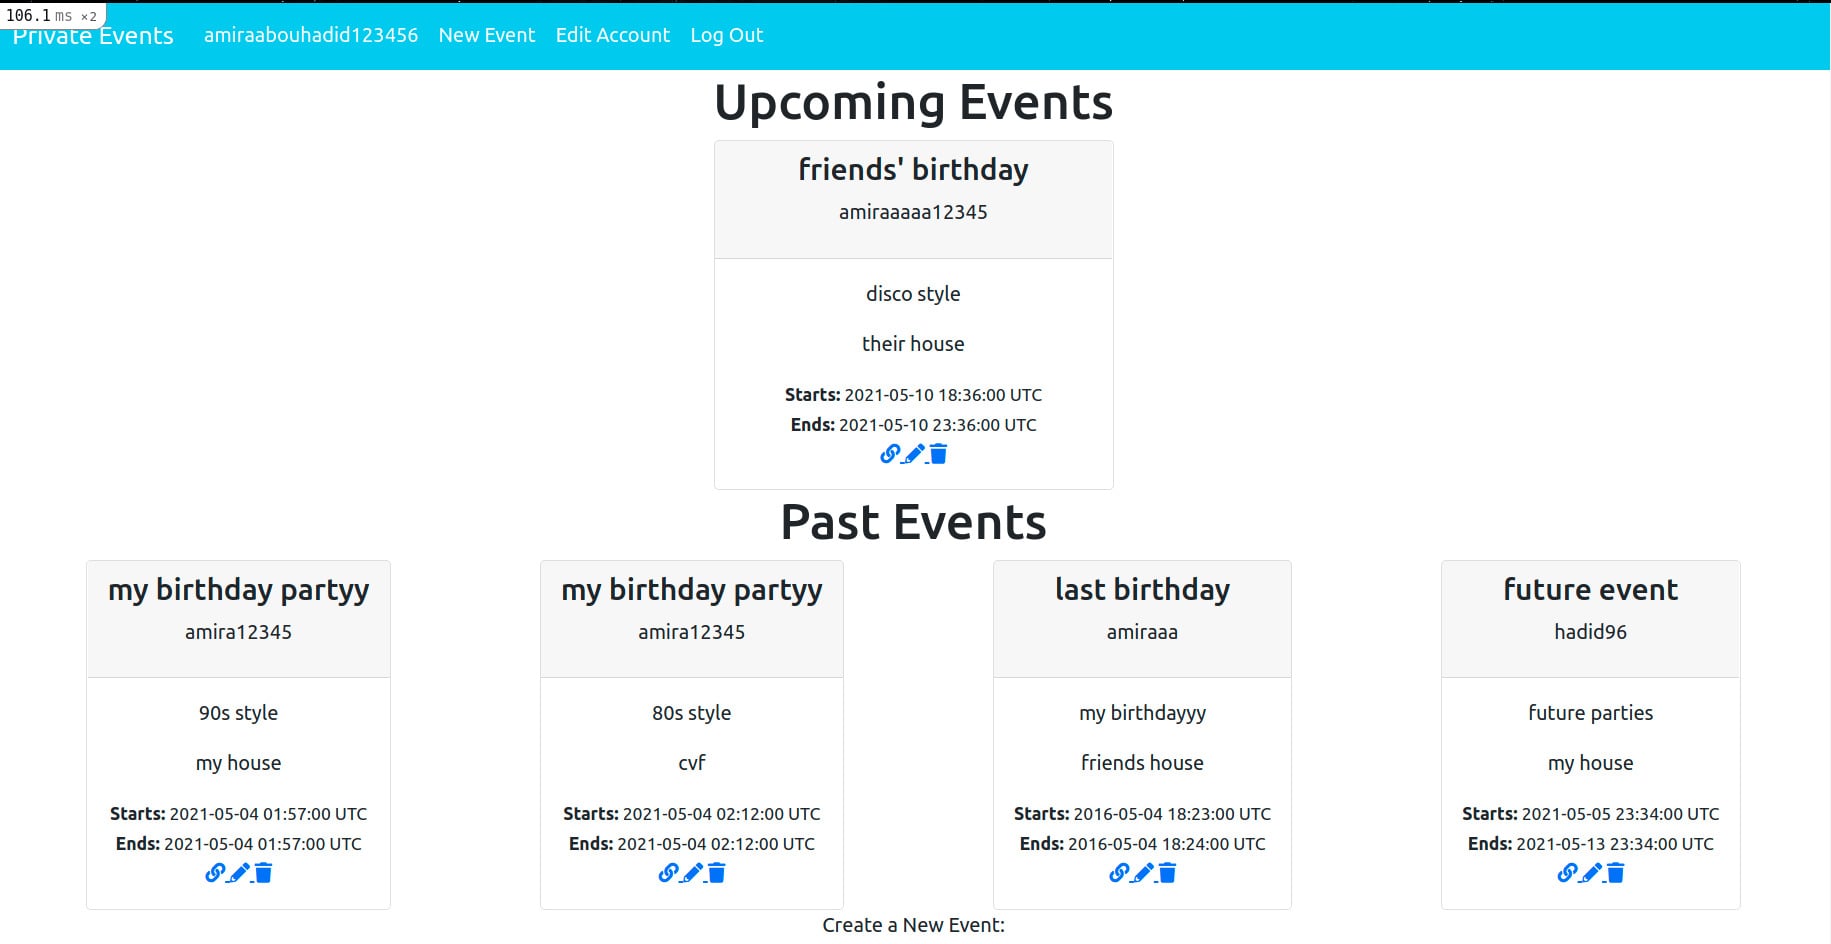 106.1 ms ×2
Private Events amiraabouhadid123456 New Event Edit Account Log Out
Upcoming Events
friends' birthday
amiraaaaa12345
disco style
their house
Starts: 2021-05-10 18:36:00 UTC
Ends: 2021-05-10 23:36:00 UTC
Past Events
my birthday partyy
amira12345
90s style
my house
Starts: 2021-05-04 01:57:00 UTC
Ends: 2021-05-04 01:57:00 UTC
my birthday partyy
amira12345
80s style
cvf
Starts: 2021-05-04 02:12:00 UTC
Ends: 2021-05-04 02:12:00 UTC
last birthday
amiraaa
my birthdayyy
friends house
Starts: 2016-05-04 18:23:00 UTC
Ends: 2016-05-04 18:24:00 UTC
future event
hadid96
future parties
my house
Starts: 2021-05-05 23:34:00 UTC
Ends: 2021-05-13 23:34:00 UTC
Create a New Event: